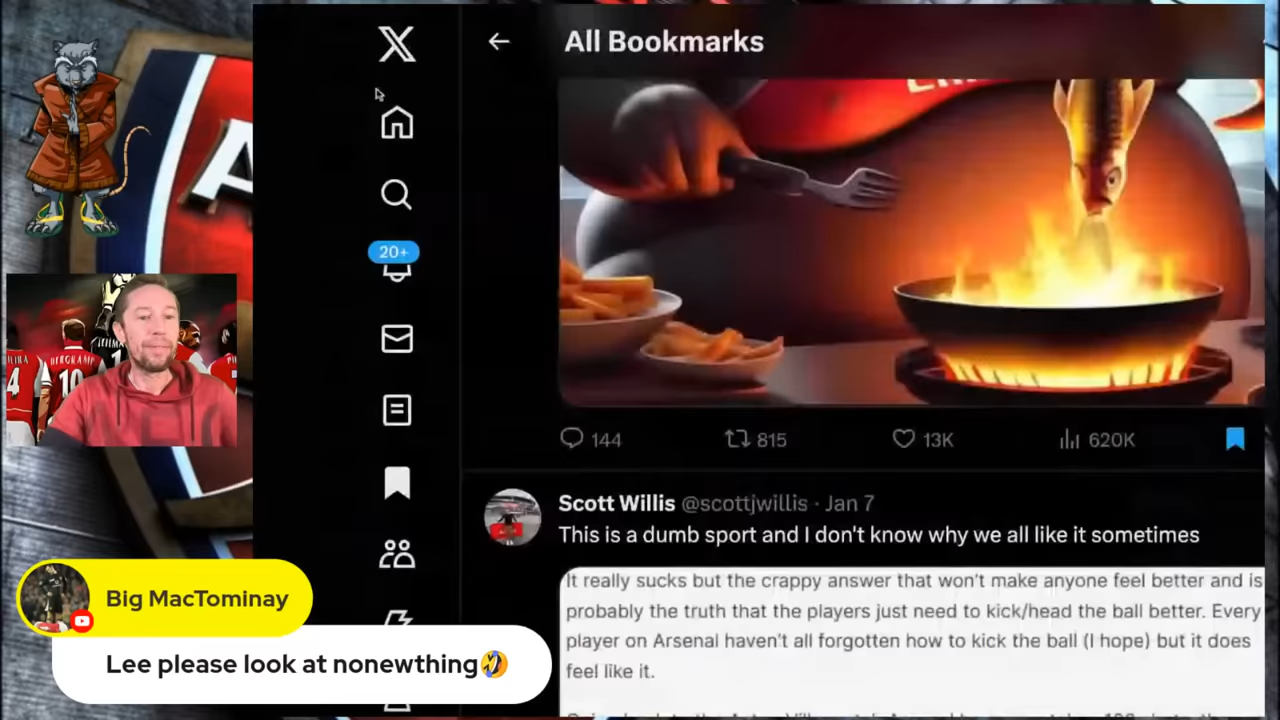 All Bookmarks
20+
144
815
13K
620K
Scott Willis @scottjwillis · Jan 7
This is a dumb sport and I don't know why we all like it sometimes
It really sucks but the crappy answer that won't make anyone feel better and is
probably the truth that the players just need to kick/head the ball better. Every
player on Arsenal haven't all forgotten how to kick the ball (I hope) but it does
feel like it.
BERGKAMP
4
10
Big MacTominay
Lee please look at nonewthing🤣